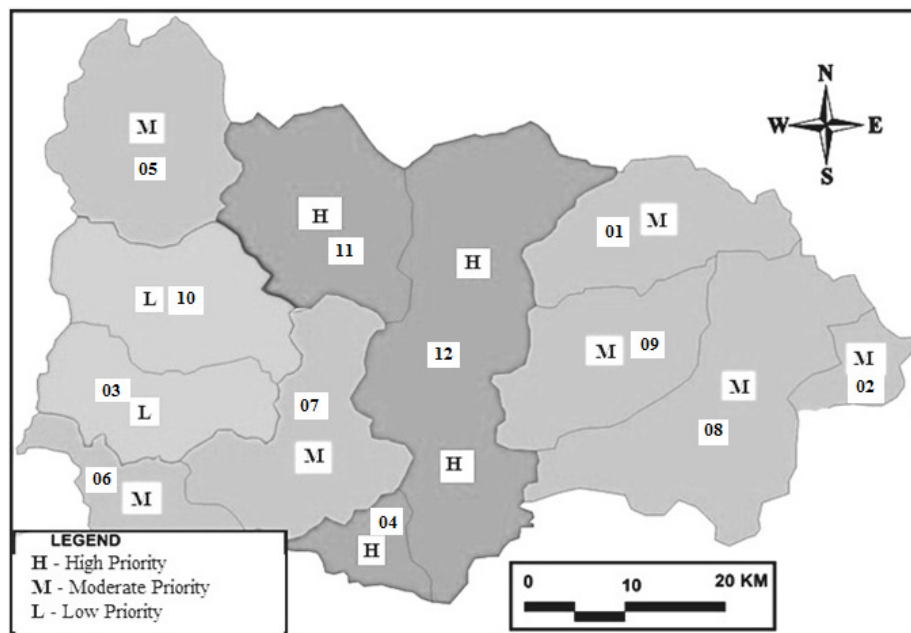 N
W E
S
M
05
H
11
H
01 M
L 10
12
M 09
M
02
03
L
07
M
08
M
H
06
M
04
H
LEGEND
H - High Priority
M - Moderate Priority
L - Low Priority
0 10 20 KM